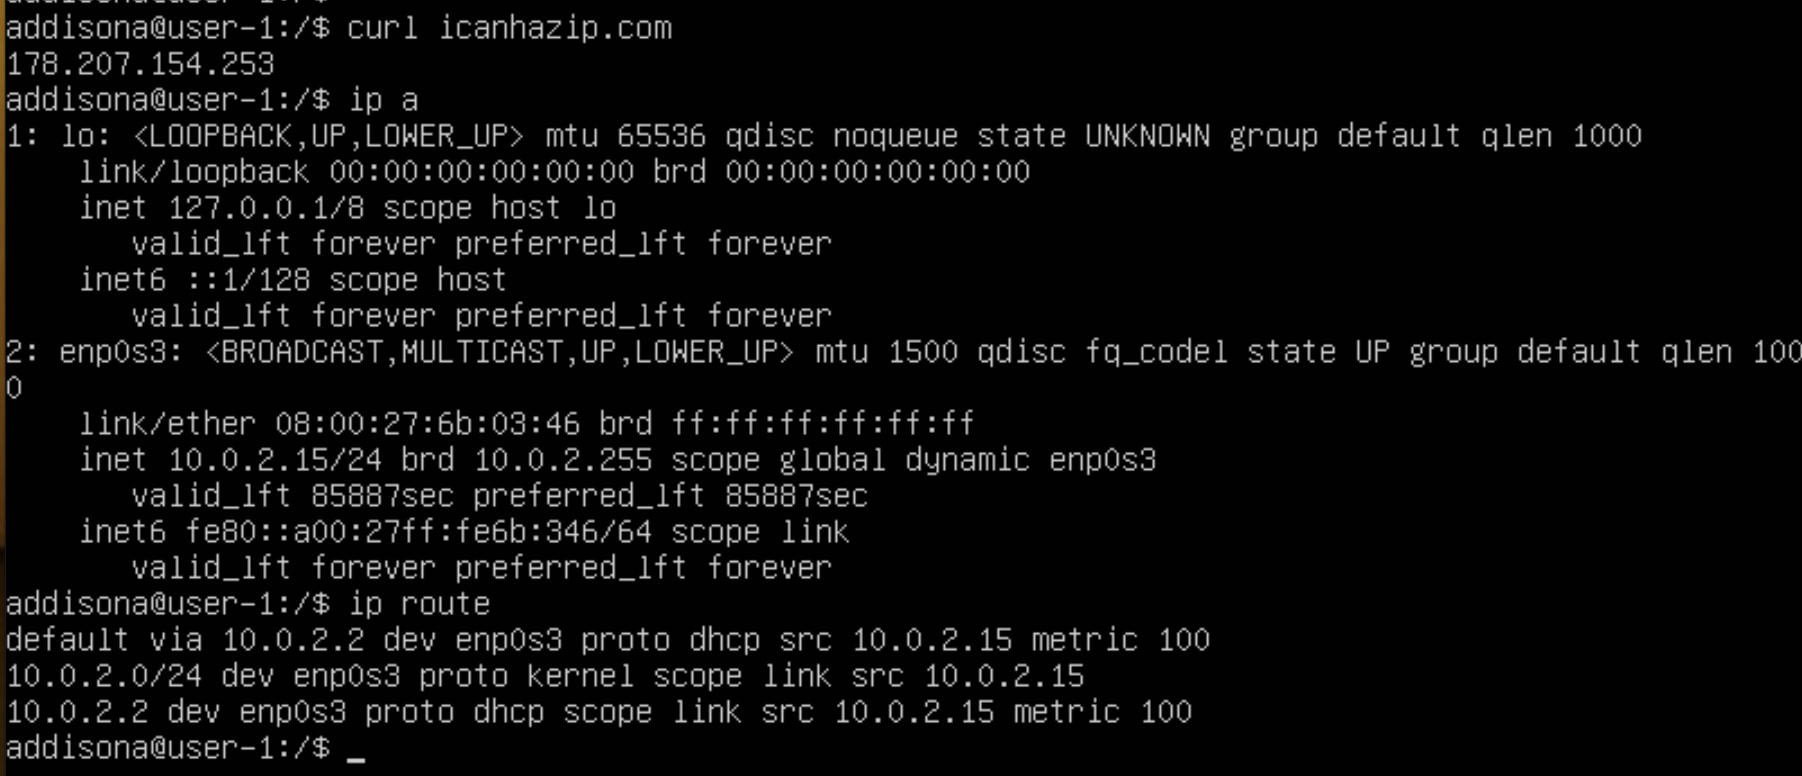 addisona@user-1:/$ curl icanhazip.com
178.207.154.253
addisona@user-1:/$ ip a
1: lo: <LOOPBACK,UP,LOWER_UP> mtu 65536 qdisc noqueue state UNKNOWN group default qlen 1000
    link/loopback 00:00:00:00:00:00 brd 00:00:00:00:00:00
    inet 127.0.0.1/8 scope host lo
       valid_lft forever preferred_lft forever
    inet6 ::1/128 scope host
       valid_lft forever preferred_lft forever
2: enp0s3: <BROADCAST,MULTICAST,UP,LOWER_UP> mtu 1500 qdisc fq_codel state UP group default qlen 100
0
    link/ether 08:00:27:6b:03:46 brd ff:ff:ff:ff:ff:ff
    inet 10.0.2.15/24 brd 10.0.2.255 scope global dynamic enp0s3
       valid_lft 85887sec preferred_lft 85887sec
    inet6 fe80::a00:27ff:fe6b:346/64 scope link
       valid_lft forever preferred_lft forever
addisona@user-1:/$ ip route
default via 10.0.2.2 dev enp0s3 proto dhcp src 10.0.2.15 metric 100
10.0.2.0/24 dev enp0s3 proto kernel scope link src 10.0.2.15
10.0.2.2 dev enp0s3 proto dhcp scope link src 10.0.2.15 metric 100
addisona@user-1:/$ _